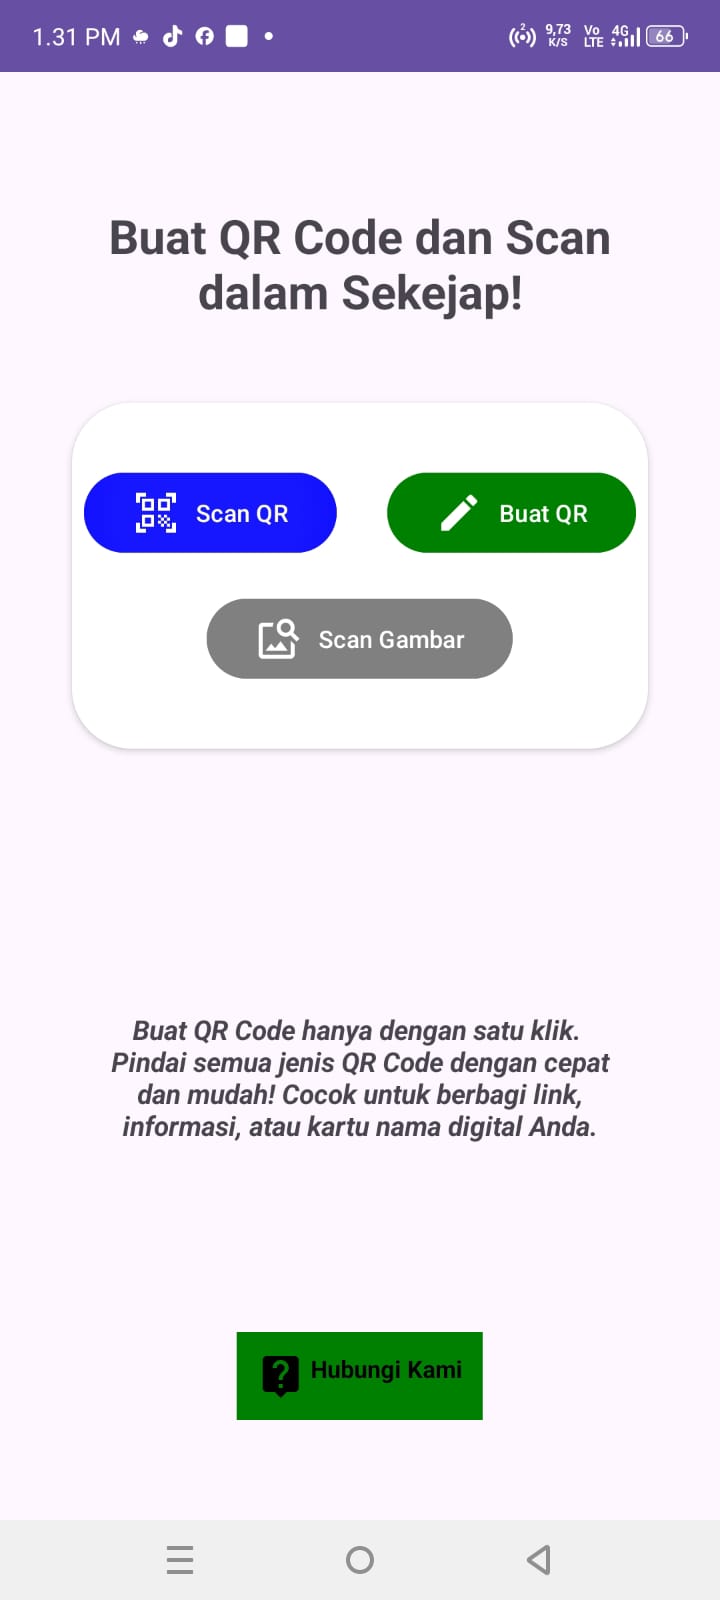 1.31 PM
2
9,73
K/S
Vo
LTE
4G
66
Buat QR Code dan Scan
dalam Sekejap!
Scan QR
Buat QR
Scan Gambar
Buat QR Code hanya dengan satu klik.
Pindai semua jenis QR Code dengan cepat
dan mudah! Cocok untuk berbagi link,
informasi, atau kartu nama digital Anda.
Hubungi Kami